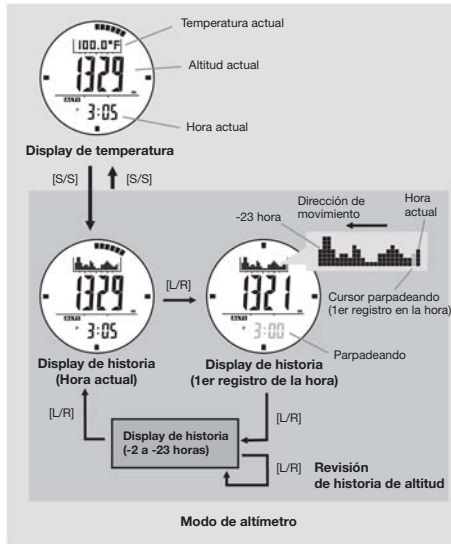 Temperatura actual
100.0°F
Altitud actual
1329
ALTI
3:05
Hora actual
Display de temperatura
[S/S] [S/S]
Dirección de
movimiento
Hora
actual
-23 hora
[L/R]
1329
ALTI
3:05
1321
ALTI
3:00
Cursor parpadeando
(1er registro en la hora)
Parpadeando
Display de historia
(Hora actual)
Display de historia
(1er registro de la hora)
[L/R]
[L/R]
Display de historia
(-2 a -23 horas)
[L/R]
Revisión
de historia de altitud
Modo de altímetro